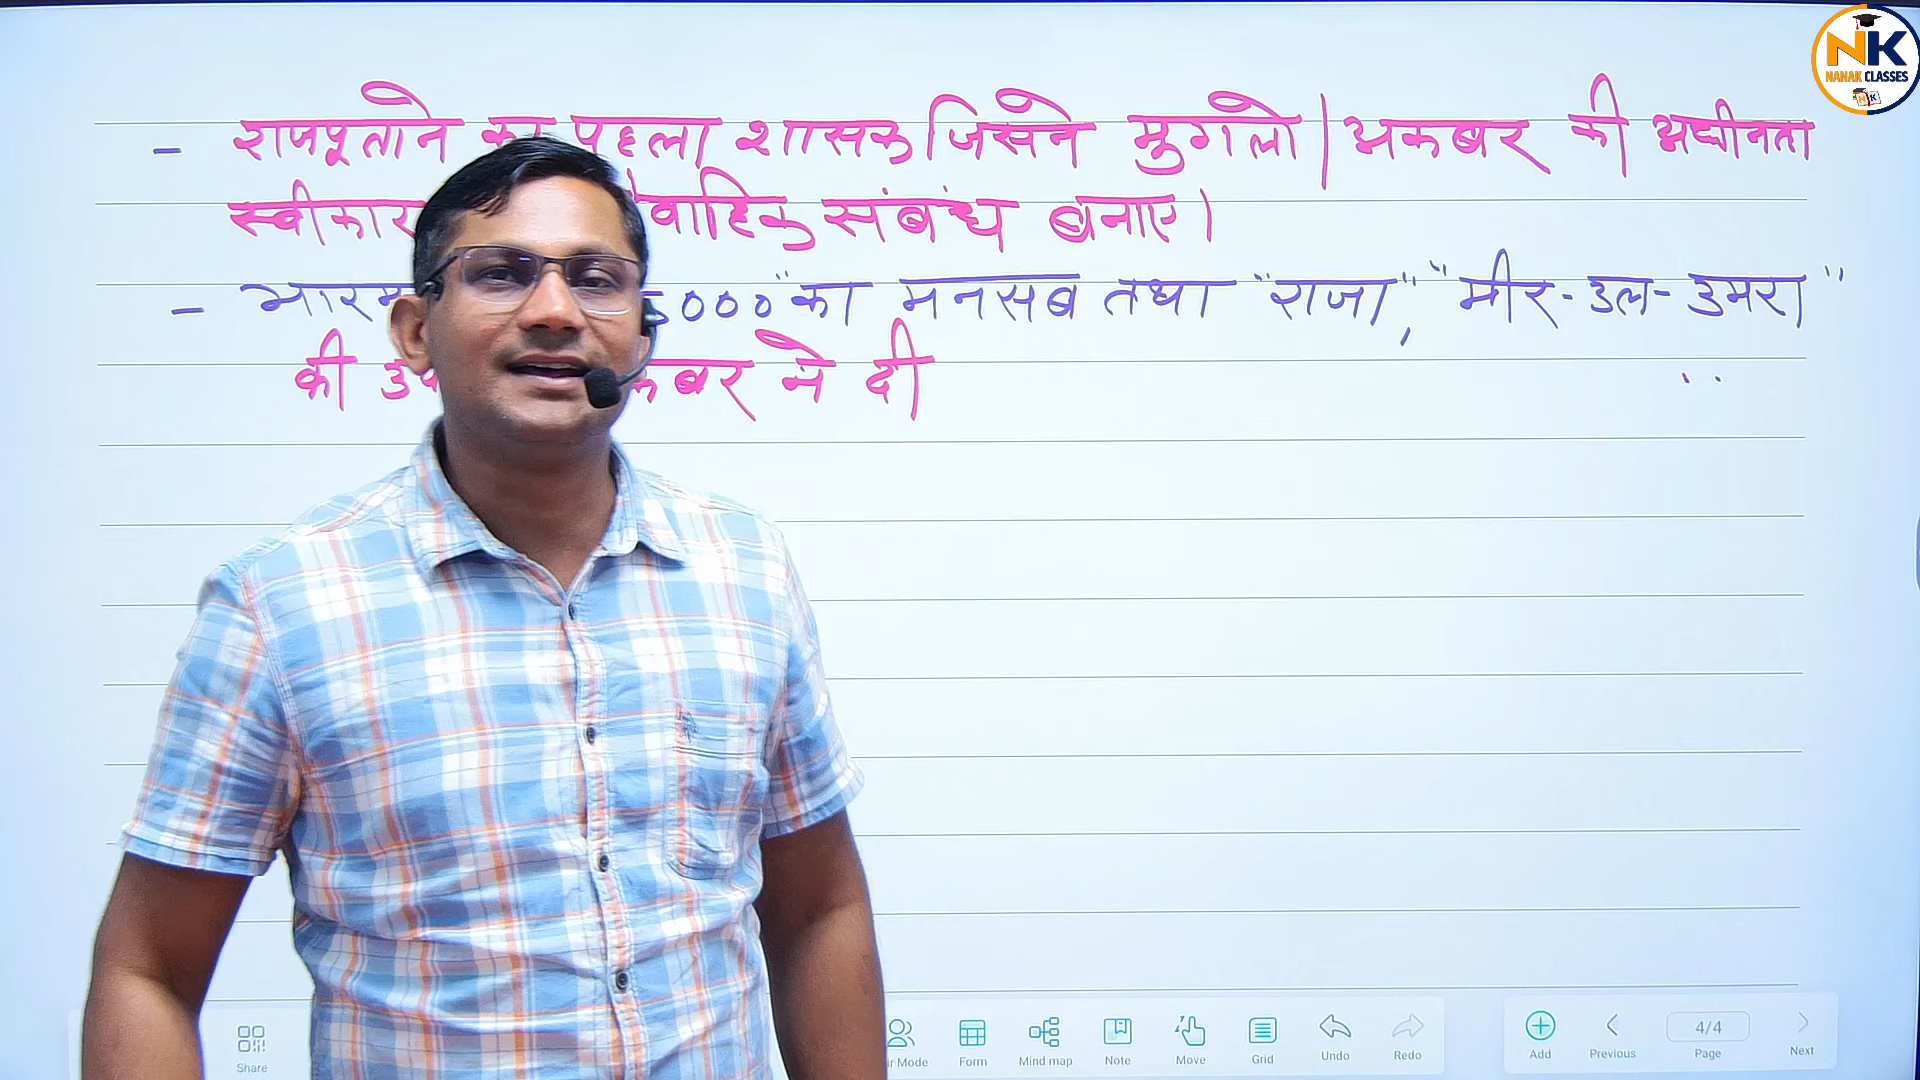 NK
NANAK CLASSES
- राजपूताने का पहला शासक जिसने मुगलो | अकबर की अधीनता
स्वीकार वैवाहिक संबंध बनाए।
- 5000" का मनसब तथा "राजा", "मीर-उल-उमरा"
की अकबर ने दी
Share
Mode
Form
Mind map
Note
Move
Grid
Undo
Redo
Add
Previous
4/4
Page
Next